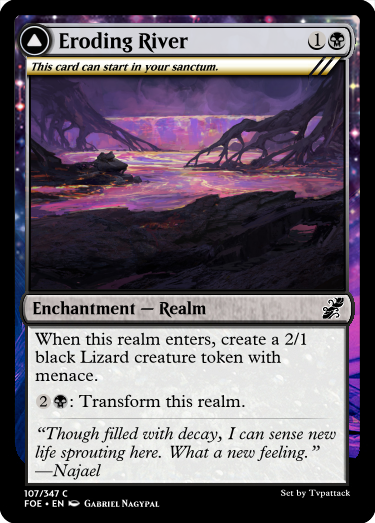 Eroding River 1
This card can start in your sanctum.
Enchantment — Realm
When this realm enters, create a 2/1
black Lizard creature token with
menace.
2 : Transform this realm.
“Though filled with decay, I can sense new
life sprouting here. What a new feeling.”
—Najael
107/347 C
Set by Tvpattack
FOE • EN Gabriel Nagypal